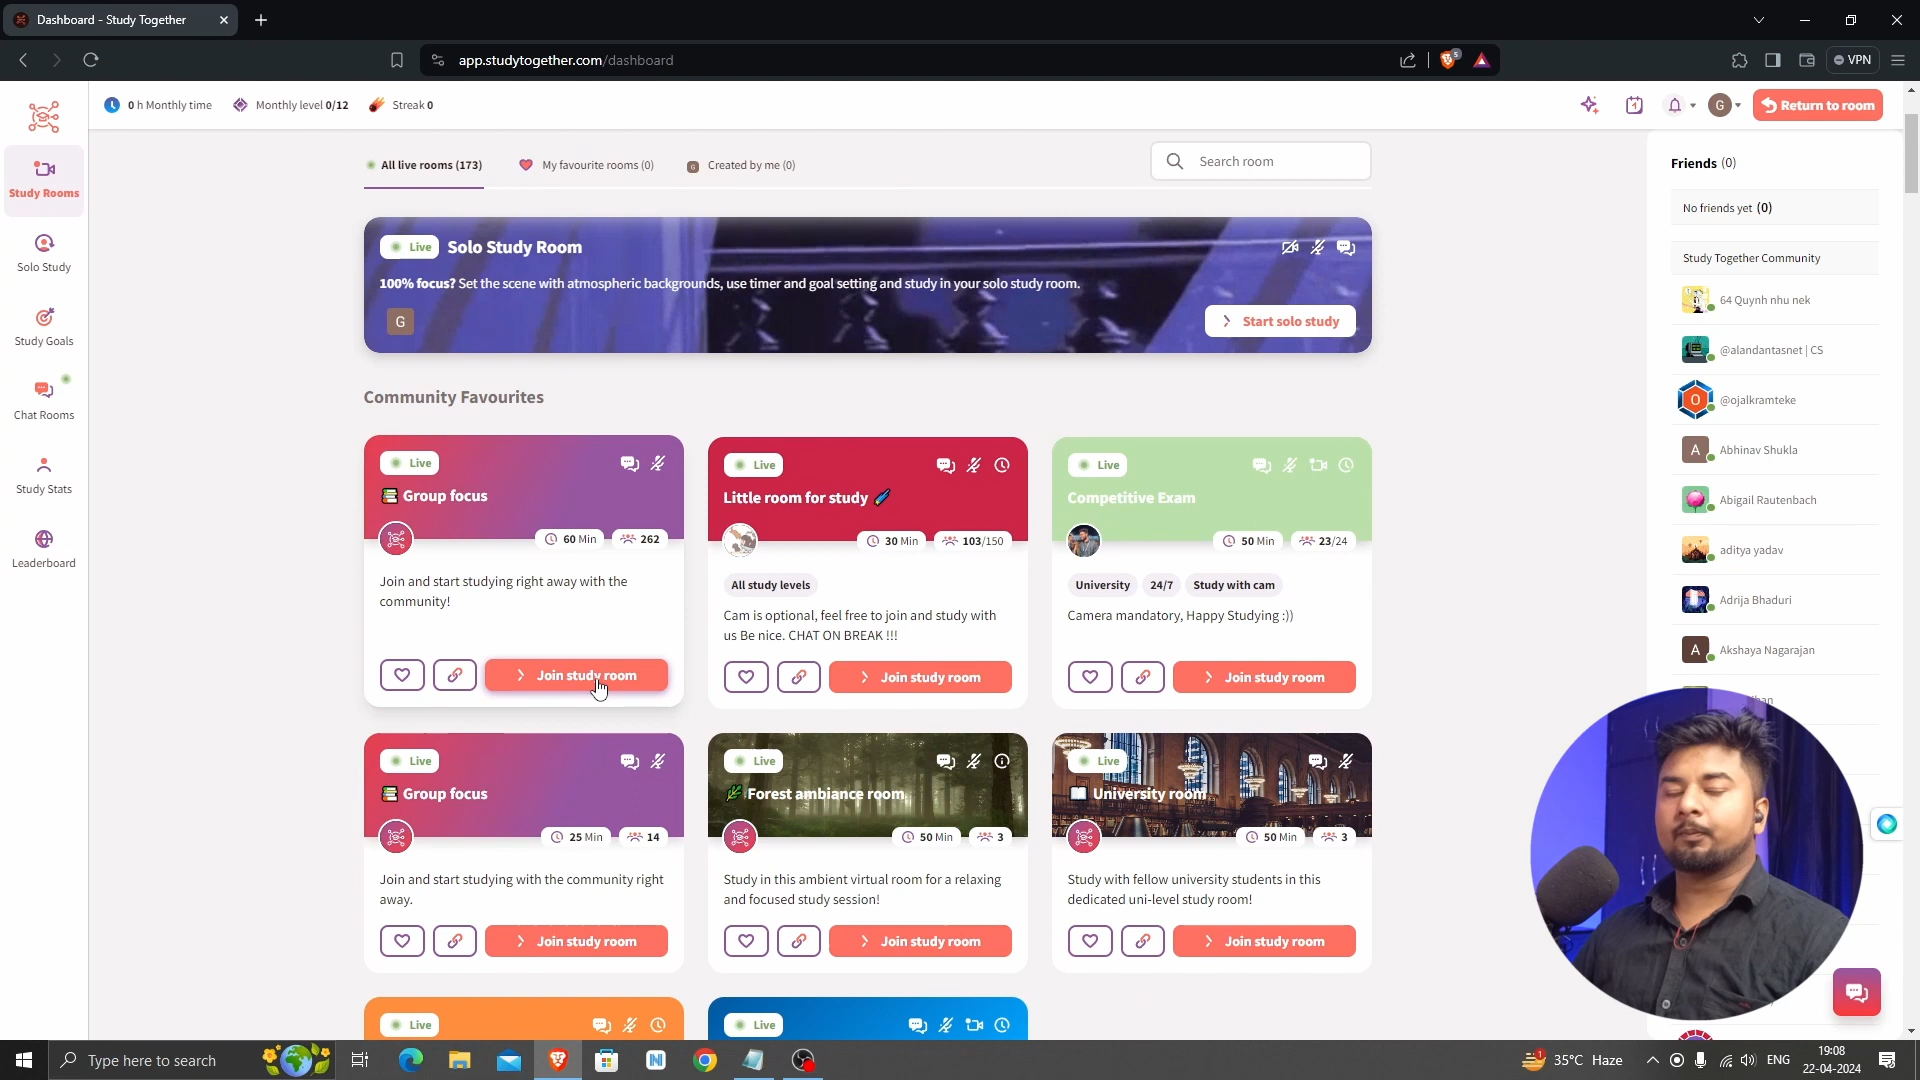 Dashboard - Study Together
app.studytogether.com/dashboard
5
VPN
0 h Monthly time
Monthly level 0/12
Streak 0
1
G
Return to room
Study Rooms
Solo Study
Study Goals
Chat Rooms
Study Stats
Leaderboard
All live rooms (173)
My favourite rooms (0)
G
Created by me (0)
Search room
Live
Solo Study Room
100% focus? Set the scene with atmospheric backgrounds, use timer and goal setting and study in your solo study room.
G
Start solo study
Community Favourites
Live
Group focus
60 Min
262
Join and start studying right away with the
community!
Join study room
Live
Little room for study
30 Min
103/150
All study levels
Cam is optional, feel free to join and study with
us Be nice. CHAT ON BREAK !!!
Join study room
Live
Competitive Exam
50 Min
23/24
University
24/7
Study with cam
Camera mandatory, Happy Studying :))
Join study room
Live
Group focus
25 Min
14
Join and start studying with the community right
away.
Join study room
Live
Forest ambiance room
50 Min
3
Study in this ambient virtual room for a relaxing
and focused study session!
Join study room
Live
University room
50 Min
3
Study with fellow university students in this
dedicated uni-level study room!
Join study room
Live
Live
Friends (0)
No friends yet (0)
Study Together Community
64 Quynh nhu nek
@alandantasnet | CS
O
@ojalkramteke
A
Abhinav Shukla
Abigail Rautenbach
aditya yadav
Adrija Bhaduri
A
Akshaya Nagarajan
Type here to search
1
35°C Haze
ENG
19:08
22-04-2024